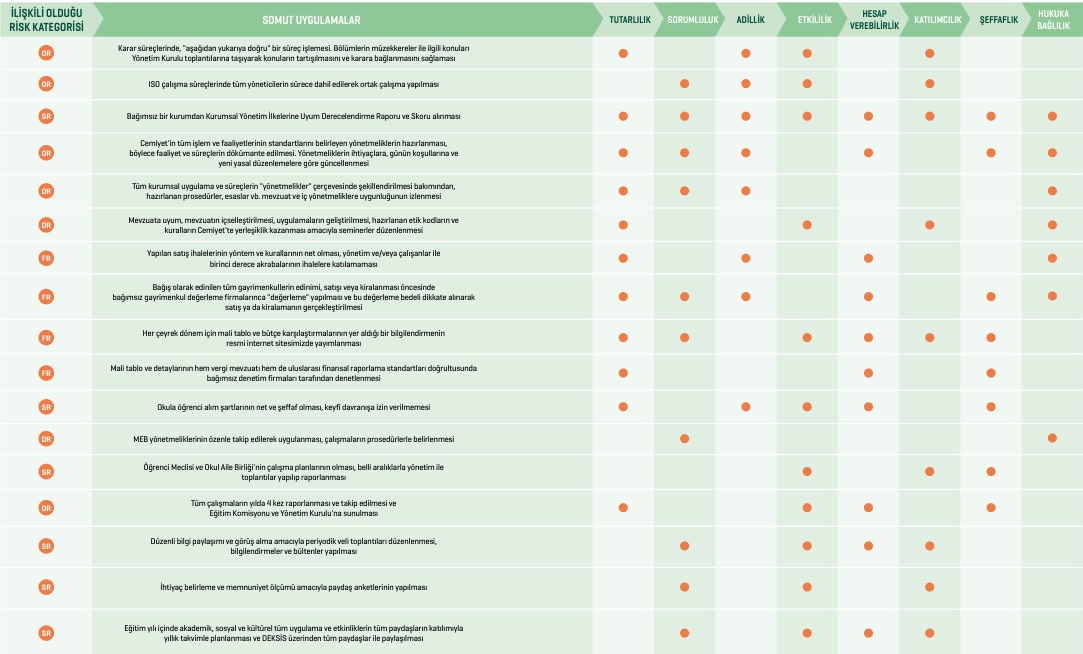 İLİŞKİLİ OLDUĞU
RİSK KATEGORİSİ
SOMUT UYGULAMALAR
TUTARLILIK
SORUMLULUK
ADİLLİK
ETKİLİLİK
HESAP
VEREBİLİRLİK
KATILIMCILIK
ŞEFFAFLIK
HUKUKA
BAĞLILIK
OR
Karar süreçlerinde, "aşağıdan yukarıya doğru" bir süreç işlemesi. Bölümlerin müzekkereler ile ilgili konuları
Yönetim Kurulu toplantılarına taşıyarak konuların tartışılmasını ve karara bağlanmasını sağlaması
OR
ISO çalışma süreçlerinde tüm yöneticilerin sürece dahil edilerek ortak çalışma yapılması
SR
Bağımsız bir kurumdan Kurumsal Yönetim İlkelerine Uyum Derecelendirme Raporu ve Skoru alınması
OR
Cemiyet'in tüm işlem ve faaliyetlerinin standartlarını belirleyen yönetmeliklerin hazırlanması,
böylece faaliyet ve süreçlerin dökümante edilmesi. Yönetmeliklerin ihtiyaçlara, günün koşullarına ve
yeni yasal düzenlemelere göre güncellenmesi
OR
Tüm kurumsal uygulama ve süreçlerin "yönetmelikler" çerçevesinde şekillendirilmesi bakımından,
hazırlanan prosedürler, esaslar vb. mevzuat ve iç yönetmeliklere uygunluğunun izlenmesi
OR
Mevzuata uyum, mevzuatın içselleştirilmesi, uygulamaların geliştirilmesi, hazırlanan etik kodların ve
kuralların Cemiyet'te yerleşiklik kazanması amacıyla seminerler düzenlenmesi
FR
Yapılan satış ihalelerinin yöntem ve kurallarının net olması, yönetim ve/veya çalışanlar ile
birinci derece akrabalarının ihalelere katılamaması
FR
Bağış olarak edinilen tüm gayrimenkullerin edinimi, satışı veya kiralanması öncesinde
bağımsız gayrimenkul değerleme firmalarınca "değerleme" yapılması ve bu değerleme bedeli dikkate alınarak
satış ya da kiralamanın gerçekleştirilmesi
FR
Her çeyrek dönem için mali tablo ve bütçe karşılaştırmalarının yer aldığı bir bilgilendirmenin
resmi internet sitesimizde yayımlanması
FR
Mali tablo ve detaylarının hem vergi mevzuatı hem de uluslarası finansal raporlama standartları doğrultusunda
bağımsız denetim firmaları tarafından denetlenmesi
SR
Okula öğrenci alım şartlarının net ve şeffaf olması, keyfi davranışa izin verilmemesi
OR
MEB yönetmeliklerinin özenle takip edilerek uygulanması, çalışmaların prosedürlerle belirlenmesi
SR
Öğrenci Meclisi ve Okul Aile Birliği'nin çalışma planlarının olması, belli aralıklarla yönetim ile
toplantılar yapılıp raporlanması
OR
Tüm çalışmaların yılda 4 kez raporlanması ve takip edilmesi ve
Eğitim Komisyonu ve Yönetim Kurulu'na sunulması
SR
Düzenli bilgi paylaşımı ve görüş alma amacıyla periyodik veli toplantıları düzenlenmesi,
bilgilendirmeler ve bültenler yapılması
SR
İhtiyaç belirleme ve memnuniyet ölçümü amacıyla paydaş anketlerinin yapılması
SR
Eğitim yılı içinde akademik, sosyal ve kültürel tüm uygulama ve etkinliklerin tüm paydaşların katılımıyla
yıllık takvimle planlanması ve DEKSİS üzerinden tüm paydaşlar ile paylaşılması